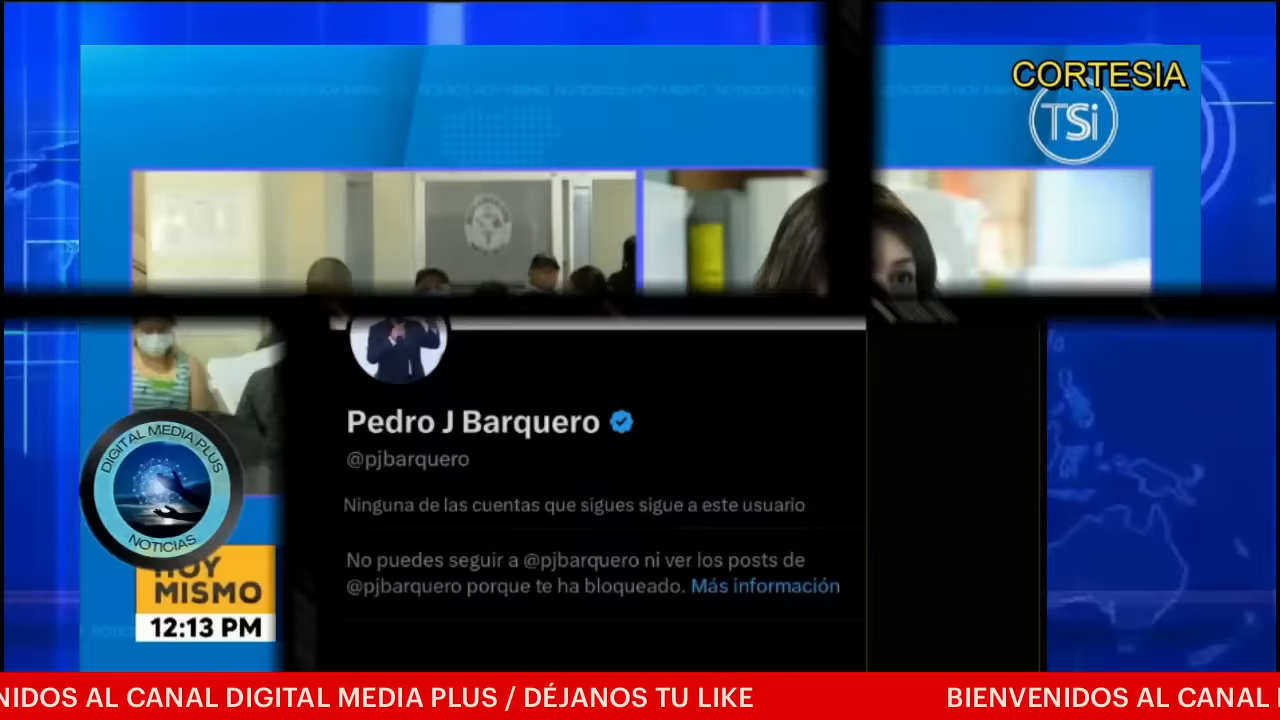 CORTESIA
TSi
Pedro J Barquero
@pjbarquero
Ninguna de las cuentas que sigues sigue a este usuario
No puedes seguir a @pjbarquero ni ver los posts de
@pjbarquero porque te ha bloqueado. Más información
DIGITAL MEDIA PLUS
NOTICIAS
HOY
MISMO
12:13 PM
NIDOS AL CANAL DIGITAL MEDIA PLUS / DÉJANOS TU LIKE
BIENVENIDOS AL CANAL